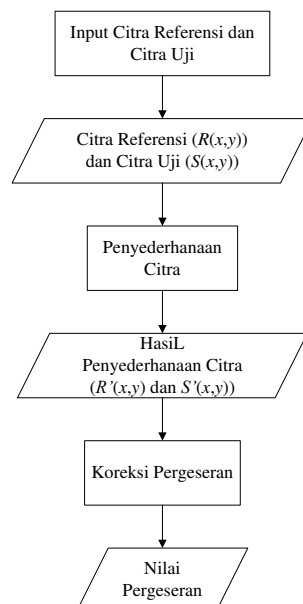 Input Citra Referensi dan
Citra Uji
Citra Referensi (R(x,y))
dan Citra Uji (S(x,y))
Penyederhanaan
Citra
HasiL
Penyederhanaan Citra
(R’(x,y) dan S’(x,y))
Koreksi Pergeseran
Nilai
Pergeseran